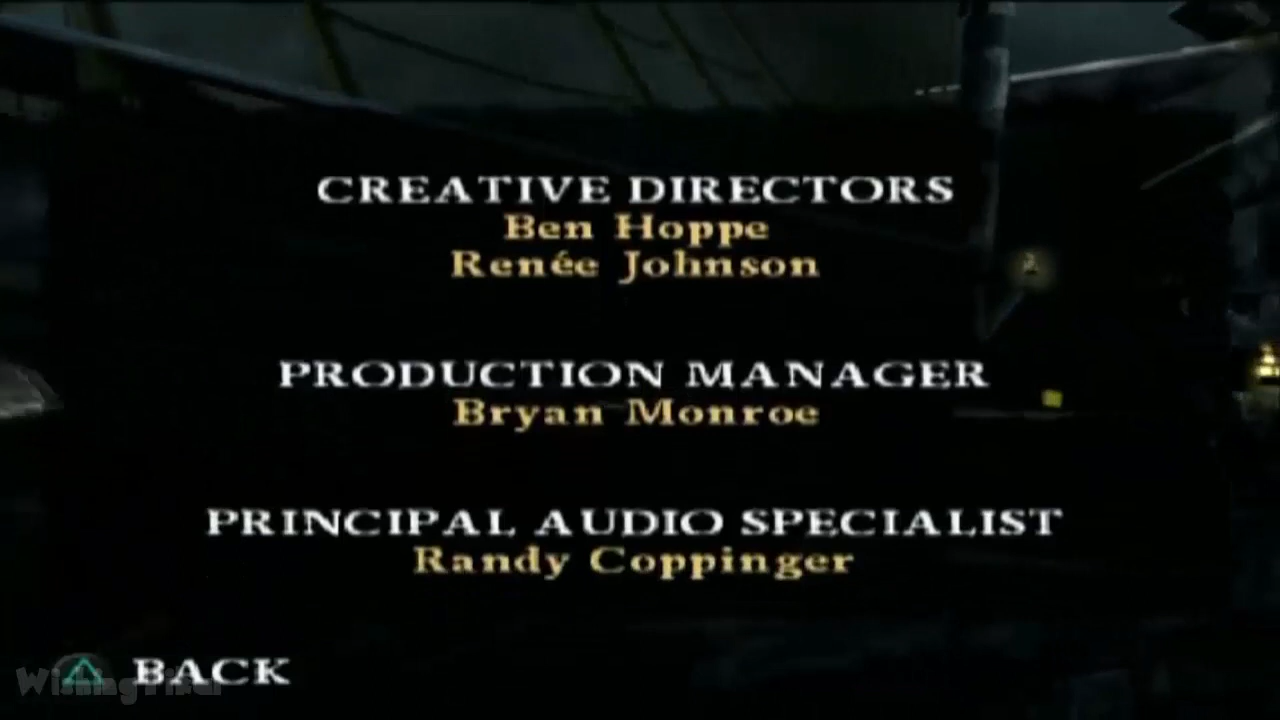 CREATIVE DIRECTORS
Ben Hoppe
Renée Johnson
PRODUCTION MANAGER
Bryan Monroe
PRINCIPAL AUDIO SPECIALIST
Randy Coppinger
BACK